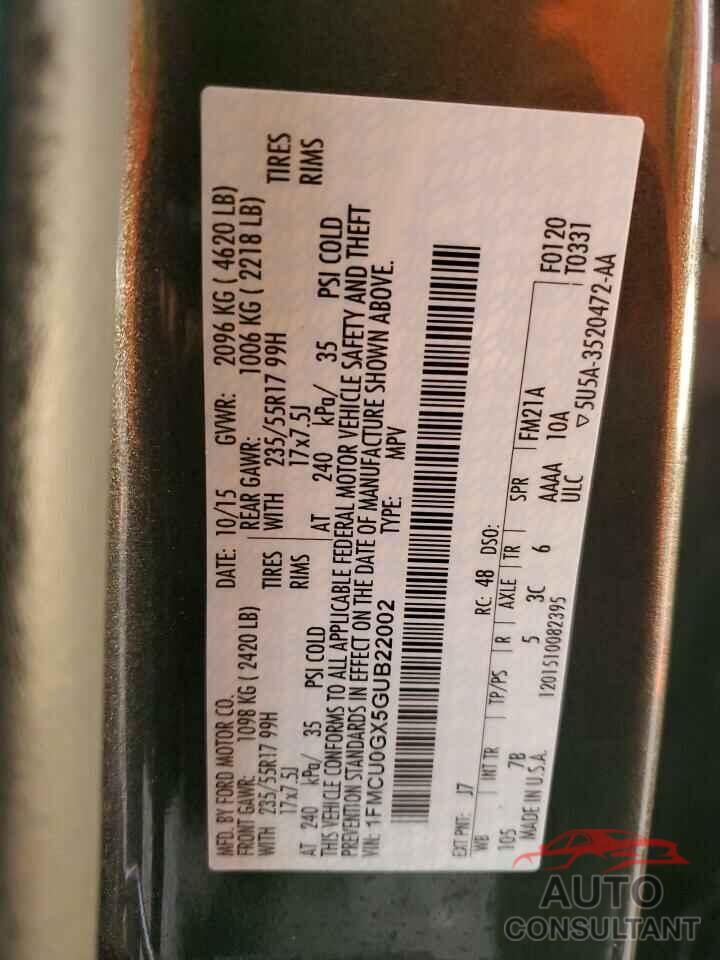 MFD. BY FORD MOTOR CO.
DATE: 10/15 GVWR: 2096 KG ( 4620 LB)
FRONT GAWR: 1098 KG ( 2420 LB)
REAR GAWR: 1006 KG ( 2218 LB)
WITH 235/55R17 99H TIRES
WITH 235/55R17 99H TIRES
17x7.5J RIMS
17x7.5J RIMS
AT 240 kPa/ 35 PSI COLD
AT 240 kPa/ 35 PSI COLD
THIS VEHICLE CONFORMS TO ALL APPLICABLE FEDERAL MOTOR VEHICLE SAFETY AND THEFT
PREVENTION STANDARDS IN EFFECT ON THE DATE OF MANUFACTURE SHOWN ABOVE.
VIN: 1FMCU0GX5GUB22002 TYPE: MPV
EXT PNT: J7 RC: 48 DSO: F0120
WB INT TR TP/PS R AXLE TR SPR FM21A T0331
105 7B 5 3C 6 AAAA 10A
ULC
MADE IN U.S.A. 1201510082395 ▽5U5A-3520472-AA
AUTO
CONSULTANT